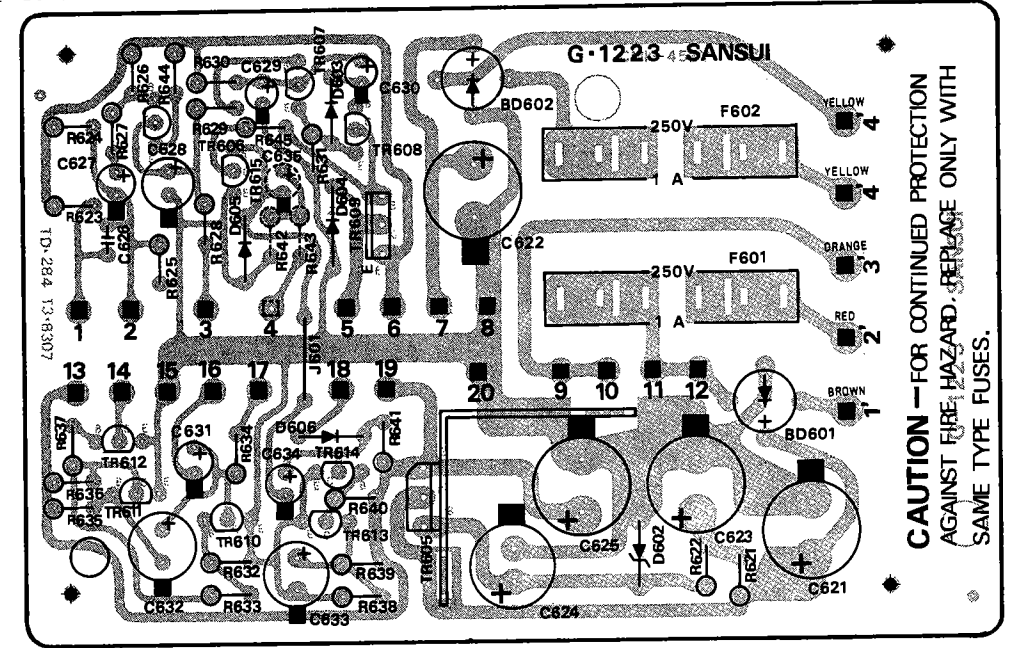 G·1223 SANSUI
R630
C629
TR607
D603
C630
R626
R644
BD602
F602
250V
1 A
YELLOW
4
R624
R627
R629
TR606
R645
C635
R631
TR608
C627
C628
TR615
YELLOW
4
R623
C626
R628
D605
D604
TR609
E
R642
R643
C622
R625
ORANGE
3
F601
250V
1 A
RED
2
TD·284 T3·8307
1
2
3
4
5
6
7
8
J601
13
14
15
16
17
18
19
20
9
10
11
12
BROWN
1
BD601
R637
C631
R634
D606
R641
TR612
C634
TR614
R636
R635
TR611
TR610
R640
TR613
TR605
C625
C623
D602
R622
R621
C621
R632
R639
C632
R633
C633
R638
C624
CAUTION—FOR CONTINUED PROTECTION
AGAINST FIRE HAZARD. REPLACE ONLY WITH
SAME TYPE FUSES.